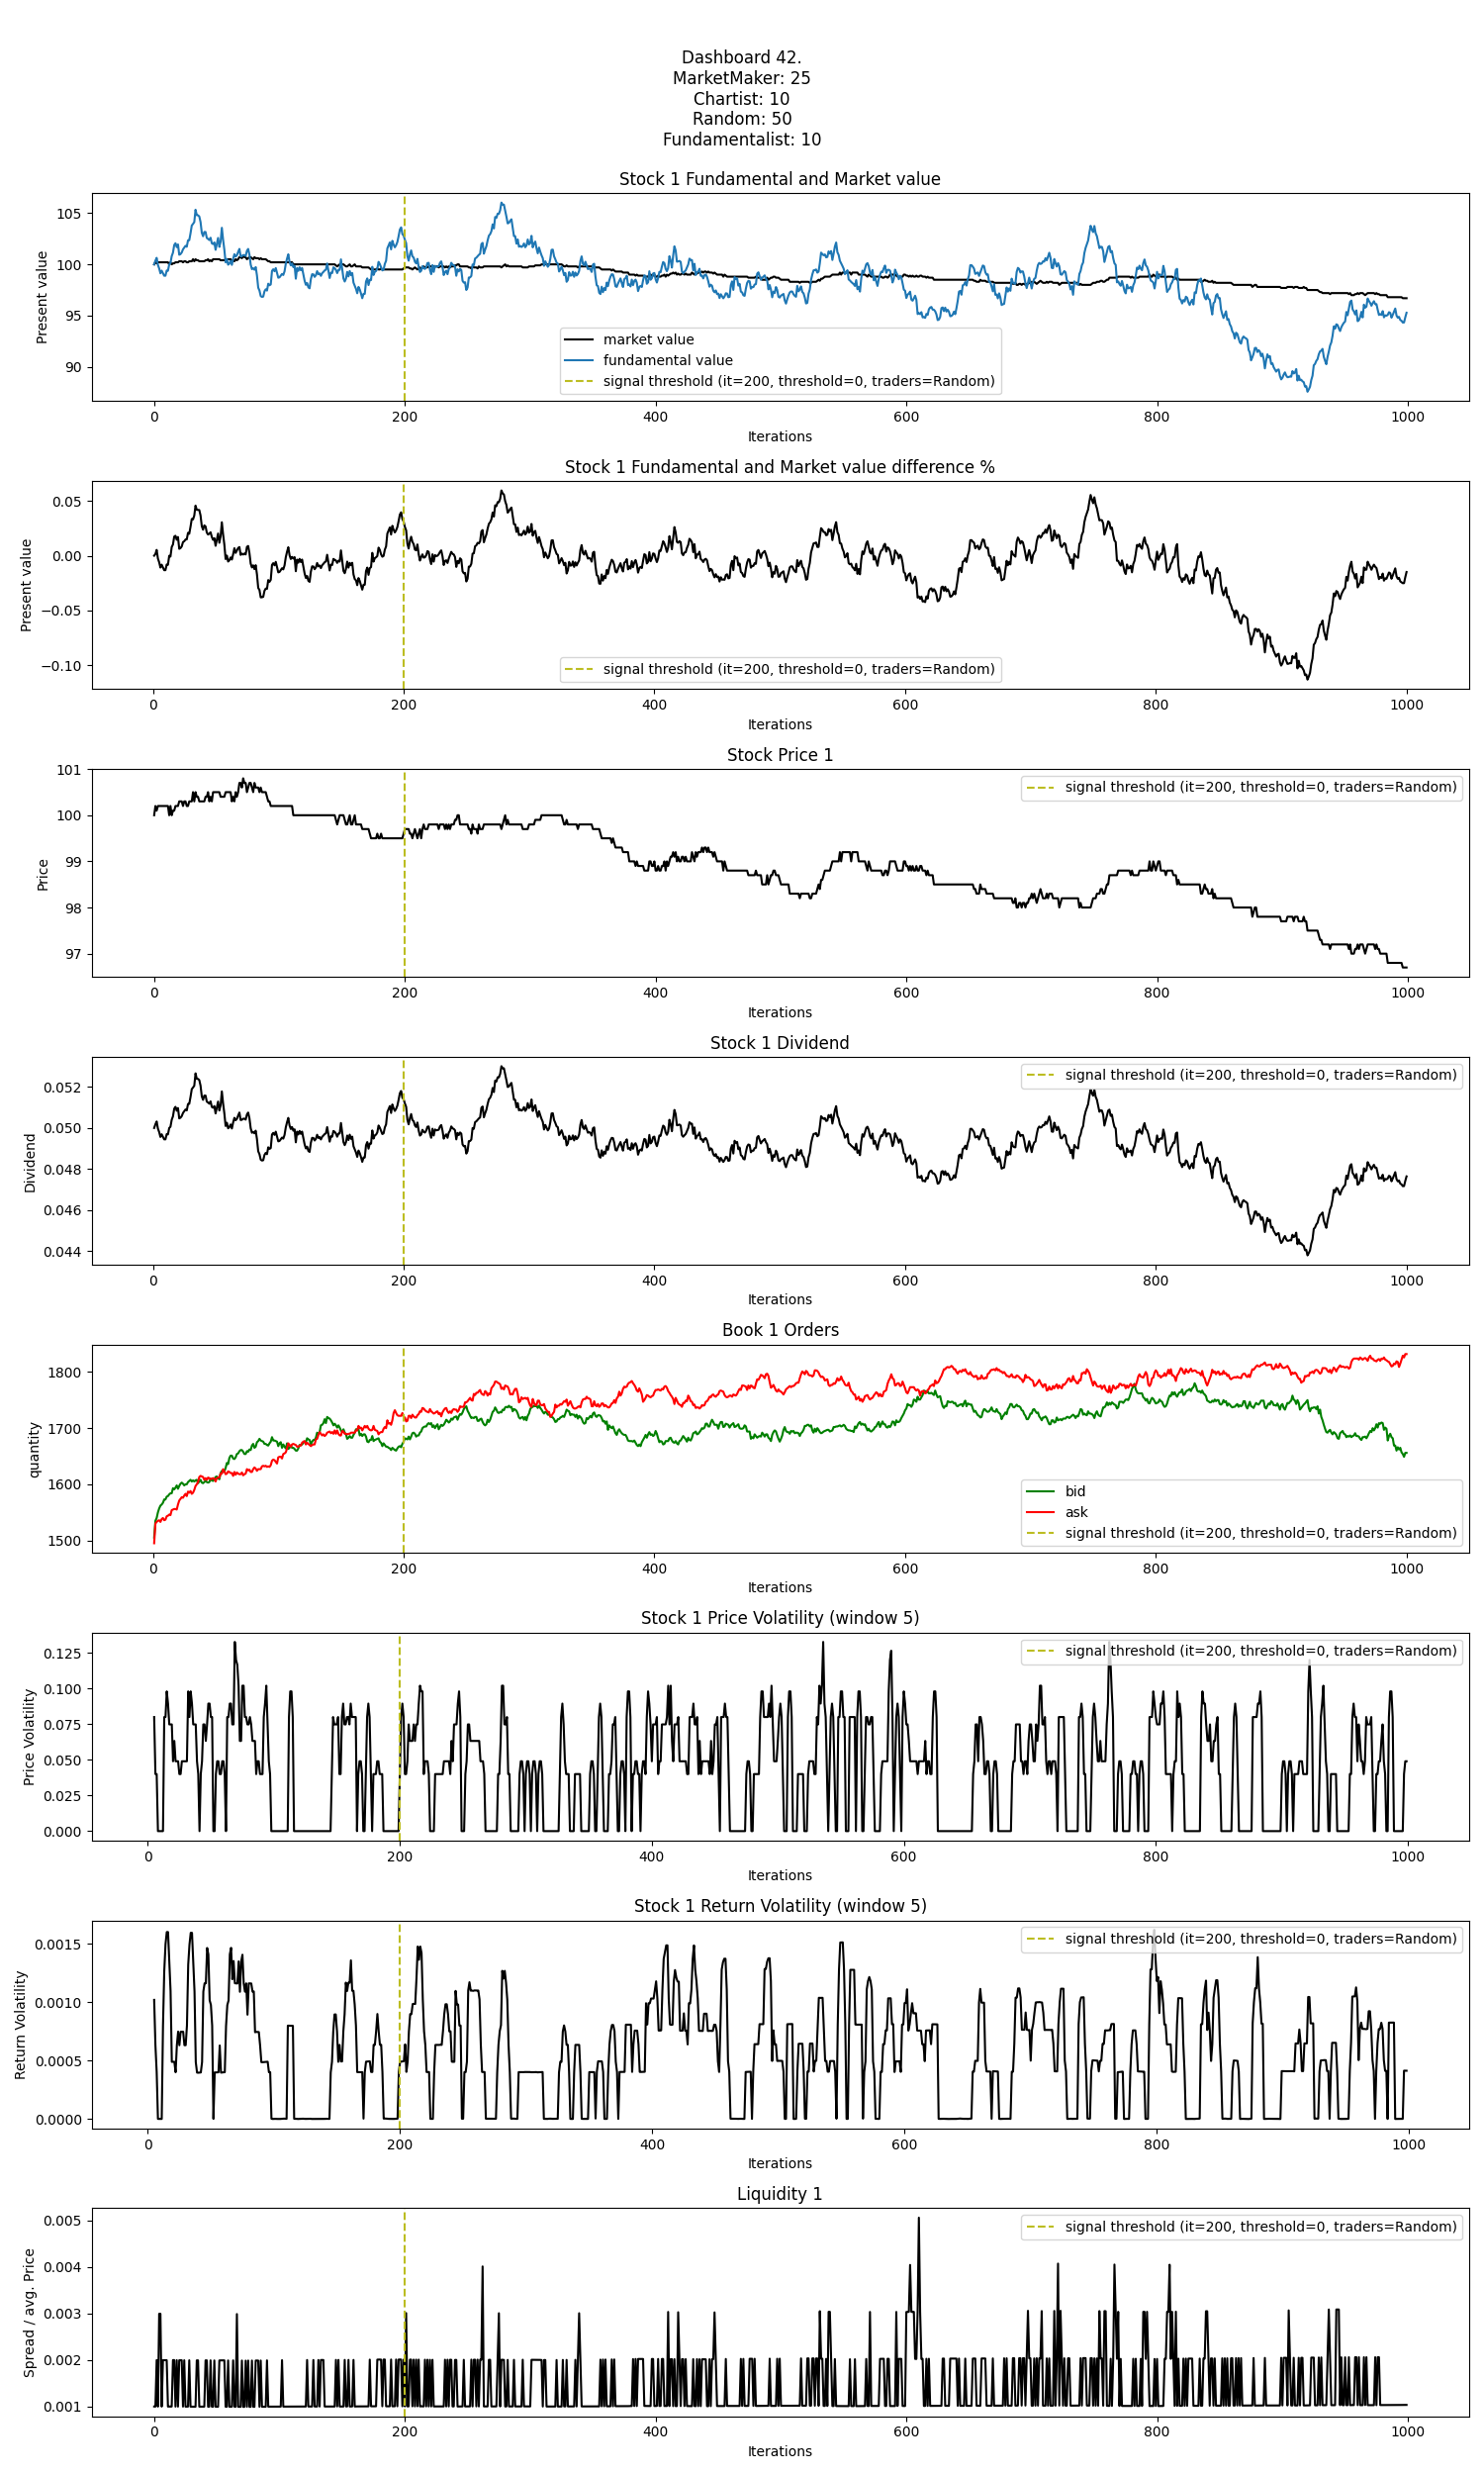 Dashboard 42.
MarketMaker: 25
Chartist: 10
Random: 50
Fundamentalist: 10
Stock 1 Fundamental and Market value
Present value
105
100
95
90
market value
fundamental value
signal threshold (it=200, threshold=0, traders=Random)
0 200 400 600 800 1000
Iterations
Stock 1 Fundamental and Market value difference %
Present value
0.05
0.00
−0.05
−0.10
signal threshold (it=200, threshold=0, traders=Random)
0 200 400 600 800 1000
Iterations
Stock Price 1
Price
101
100
99
98
97
signal threshold (it=200, threshold=0, traders=Random)
0 200 400 600 800 1000
Iterations
Stock 1 Dividend
Dividend
0.052
0.050
0.048
0.046
0.044
signal threshold (it=200, threshold=0, traders=Random)
0 200 400 600 800 1000
Iterations
Book 1 Orders
quantity
1800
1700
1600
1500
bid
ask
signal threshold (it=200, threshold=0, traders=Random)
0 200 400 600 800 1000
Iterations
Stock 1 Price Volatility (window 5)
Price Volatility
0.125
0.100
0.075
0.050
0.025
0.000
signal threshold (it=200, threshold=0, traders=Random)
0 200 400 600 800 1000
Iterations
Stock 1 Return Volatility (window 5)
Return Volatility
0.0015
0.0010
0.0005
0.0000
signal threshold (it=200, threshold=0, traders=Random)
0 200 400 600 800 1000
Iterations
Liquidity 1
Spread / avg. Price
0.005
0.004
0.003
0.002
0.001
signal threshold (it=200, threshold=0, traders=Random)
0 200 400 600 800 1000
Iterations